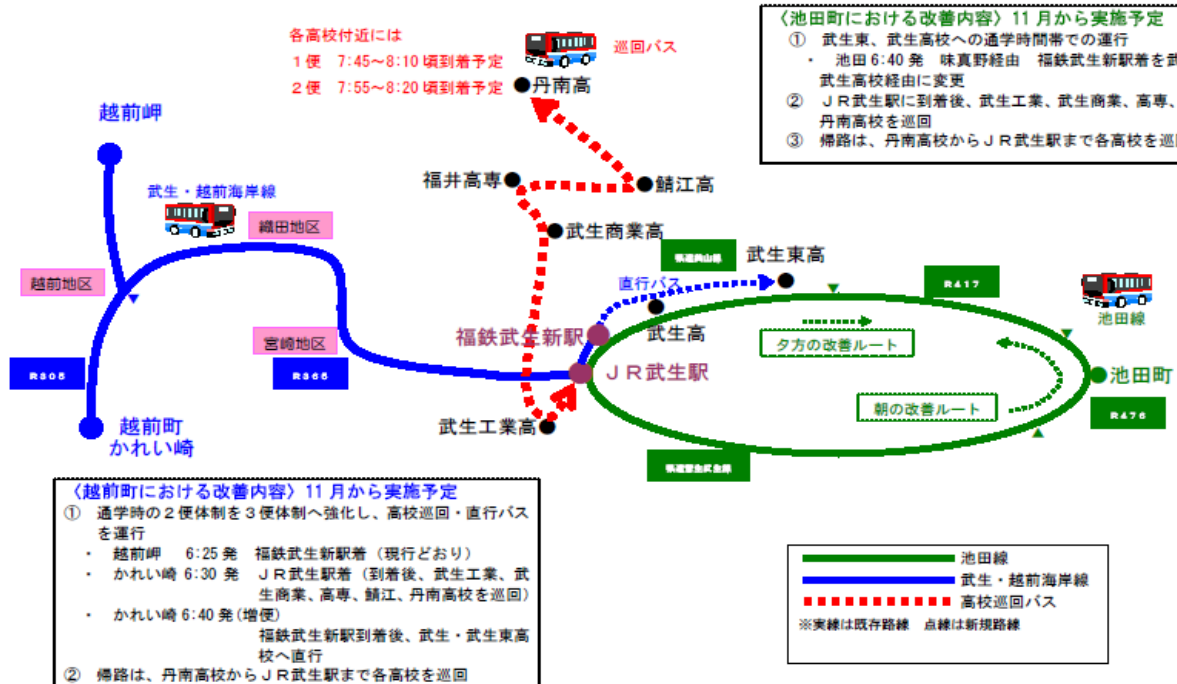 各高校付近には
1便 7:45~8:10頃到着予定
2便 7:55~8:20頃到着予定
巡回バス
丹南高
〈池田町における改善内容〉11月から実施予定
① 武生東、武生高校への通学時間帯での運行
・ 池田6:40発 味真野経由 福鉄武生新駅着を武
武生高校経由に変更
② JR武生駅に到着後、武生工業、武生商業、高専、
丹南高校を巡回
③ 帰路は、丹南高校からJR武生駅まで各高校を巡回
越前岬
武生・越前海岸線
織田地区
越前地区
宮崎地区
R305
R365
越前町
かれい崎
福井高専
鯖江高
武生商業高
武生東高
直行バス
武生高
福鉄武生新駅
JR武生駅
武生工業高
R417
池田線
夕方の改善ルート
朝の改善ルート
池田町
R476
〈越前町における改善内容〉11月から実施予定
① 通学時の2便体制を3便体制へ強化し、高校巡回・直行バス
を運行
・ 越前岬 6:25発 福鉄武生新駅着(現行どおり)
・ かれい崎 6:30発 JR武生駅着(到着後、武生工業、武
生商業、高専、鯖江、丹南高校を巡回)
・ かれい崎6:40発(増便)
福鉄武生新駅到着後、武生・武生東高
校へ直行
② 帰路は、丹南高校からJR武生駅まで各高校を巡回
池田線
武生・越前海岸線
高校巡回バス
※実線は既存路線 点線は新規路線